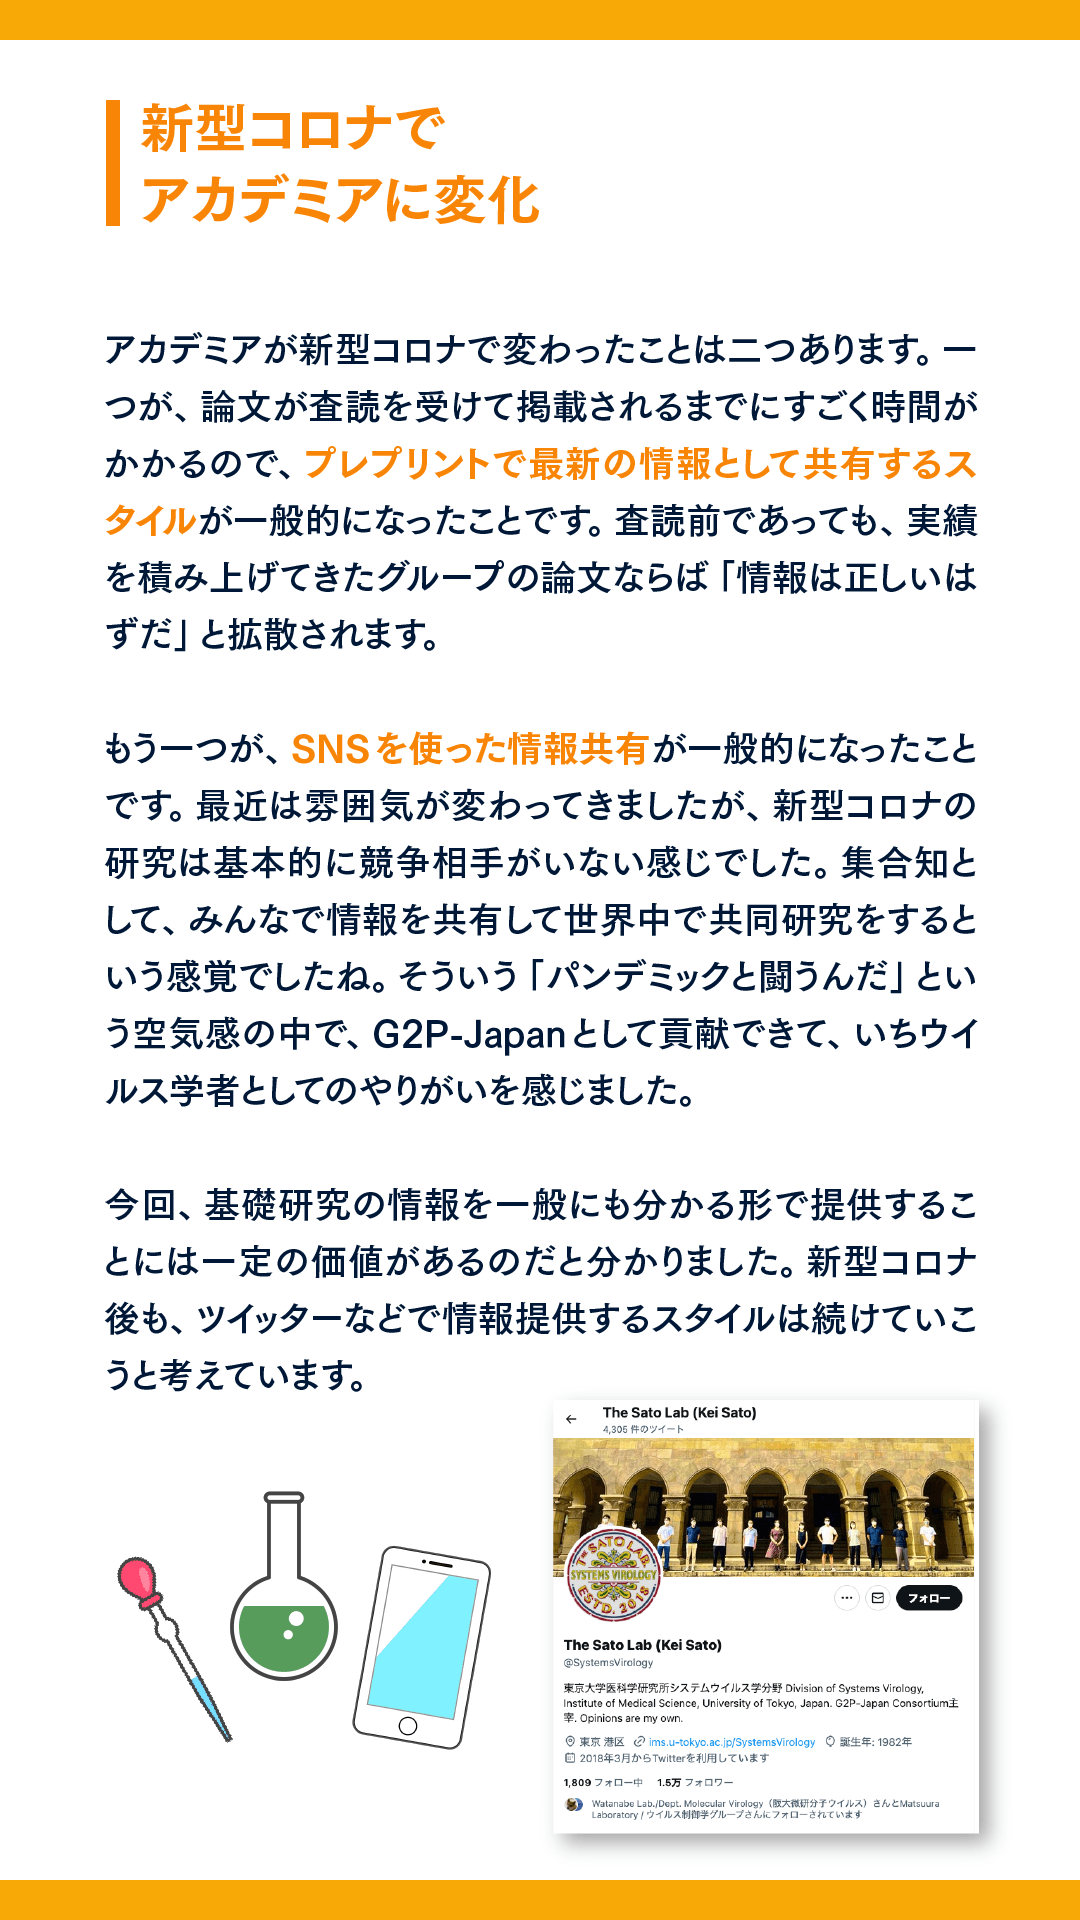 新型コロナで
アカデミアに変化
アカデミアが新型コロナで変わったことは二つあります。一
つが、論文が査読を受けて掲載されるまでにすごく時間が
かかるので、プレプリントで最新の情報として共有するス
タイルが一般的になったことです。査読前であっても、実績
を積み上げてきたグループの論文ならば「情報は正しいは
ずだ」と拡散されます。
もう一つが、SNSを使った情報共有が一般的になったこと
です。最近は雰囲気が変わってきましたが、新型コロナの
研究は基本的に競争相手がいない感じでした。集合知と
して、みんなで情報を共有して世界中で共同研究をすると
いう感覚でしたね。そういう「パンデミックと闘うんだ」とい
う空気感の中で、G2P-Japanとして貢献できて、いちウイ
ルス学者としてのやりがいを感じました。
今回、基礎研究の情報を一般にも分かる形で提供するこ
とには一定の価値があるのだと分かりました。新型コロナ
後も、ツイッターなどで情報提供するスタイルは続けていこ
うと考えています。
The Sato Lab (Kei Sato)
4,306 件のツイート
THE SATO LAB.
SYSTEMS VIROLOGY
ESTD. 2018
フォロー
The Sato Lab (Kei Sato)
@SystemsVirology
東京大学医科学研究所システムウイルス学分野 Division of Systems Virology,
Institute of Medical Science, University of Tokyo, Japan. G2P-Japan Consortium主
宰. Opinions are my own.
東京 港区 ims.u-tokyo.ac.jp/SystemsVirology 誕生年: 1982年
2018年3月からTwitterを利用しています
1,809 フォロー中 1.5万 フォロワー
Watanabe Lab./Dept. Molecular Virology（阪大微研分子ウイルス）さんとMatsuura
Laboratory / ウイルス制御学グループさんにフォローされています